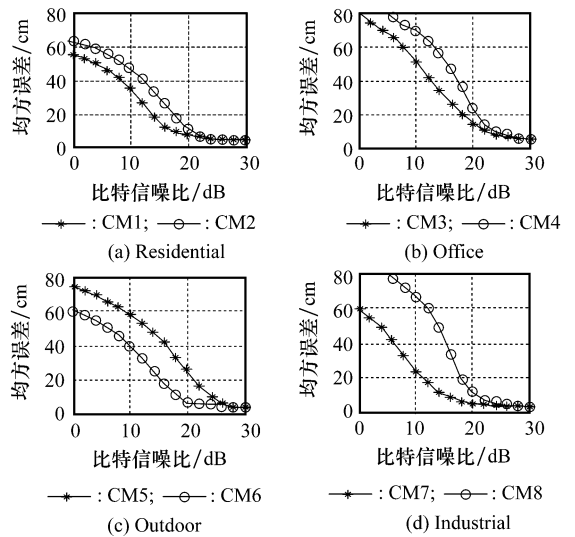 80
60
40
20
0
均方误差/cm
0 10 20 30
比特信噪比/dB
: CM1; : CM2
(a) Residential
80
60
40
20
0
均方误差/cm
0 10 20 30
比特信噪比/dB
: CM3; : CM4
(b) Office
80
60
40
20
0
均方误差/cm
0 10 20 30
比特信噪比/dB
: CM5; : CM6
(c) Outdoor
80
60
40
20
0
均方误差/cm
0 10 20 30
比特信噪比/dB
: CM7; : CM8
(d) Industrial